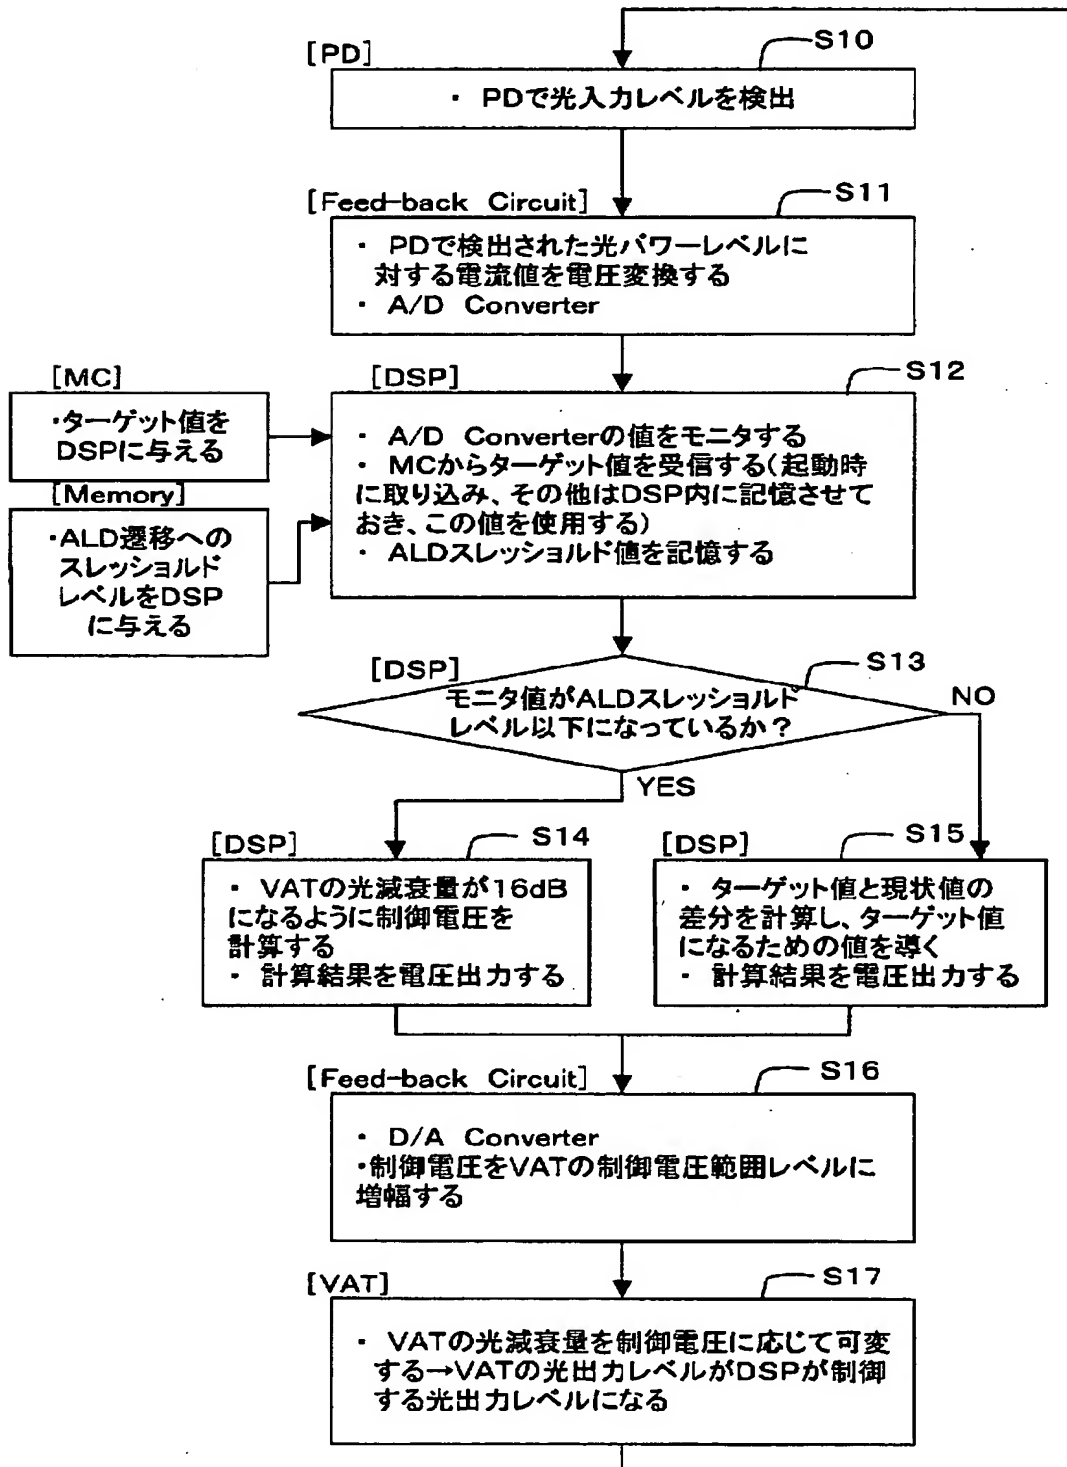 S10
[PD]
・ PDで光入力レベルを検出
S11
[Feed-back Circuit]
・ PDで検出された光パワーレベルに
対する電流値を電圧変換する
・ A/D Converter
[MC]
・ターゲット値を
DSPに与える
[Memory]
・ALD遷移への
スレッショルド
レベルをDSP
に与える
S12
[DSP]
・ A/D Converterの値をモニタする
・ MCからターゲット値を受信する(起動時
に取り込み、その他はDSP内に記憶させて
おき、この値を使用する)
・ ALDスレッショルド値を記憶する
S13
[DSP]
モニタ値がALDスレッショルド
レベル以下になっているか?
NO
YES
S14
[DSP]
・ VATの光減衰量が16dB
になるように制御電圧を
計算する
・ 計算結果を電圧出力する
S15
[DSP]
・ ターゲット値と現状値の
差分を計算し、ターゲット値
になるための値を導く
・ 計算結果を電圧出力する
S16
[Feed-back Circuit]
・ D/A Converter
・制御電圧をVATの制御電圧範囲レベルに
増幅する
S17
[VAT]
・ VATの光減衰量を制御電圧に応じて可変
する→VATの光出力レベルがDSPが制御
する光出力レベルになる